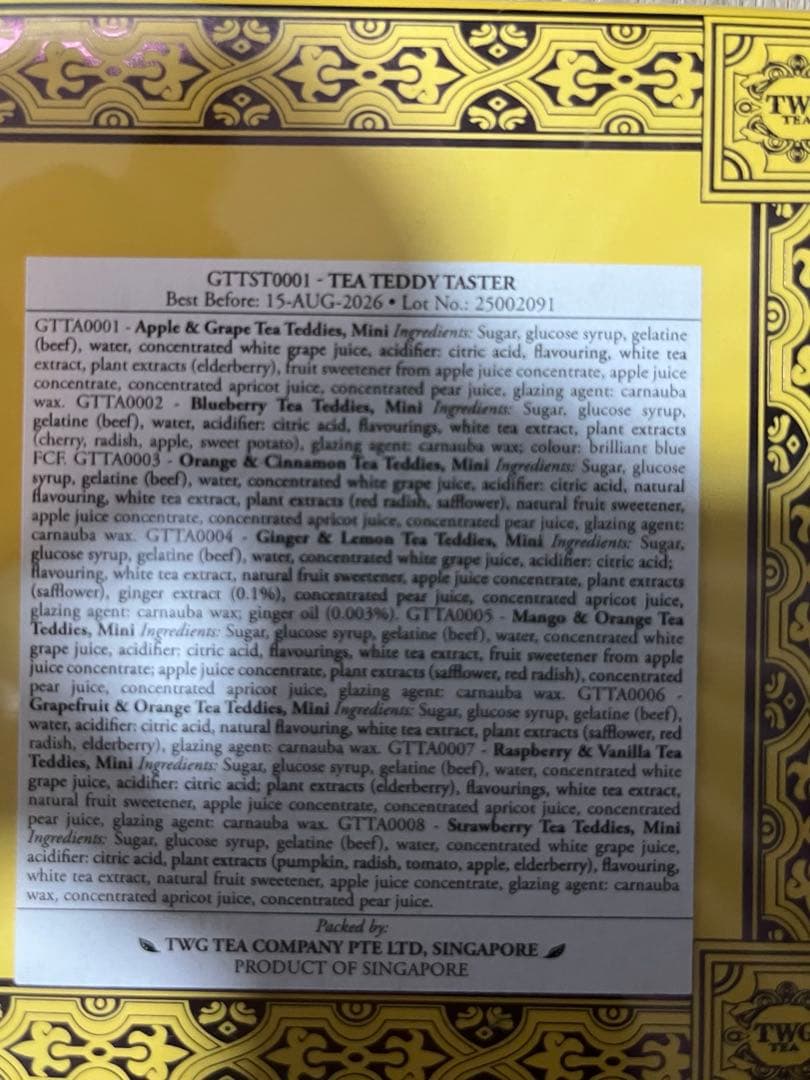 TWG
TEA
GTTST0001 - TEA TEDDY TASTER
Best Before: 15-AUG-2026 • Lot No.: 25002091
GTTA0001 - Apple & Grape Tea Teddies, Mini Ingredients: Sugar, glucose syrup, gelatine
(beef), water, concentrated white grape juice, acidifier: citric acid, flavouring, white tea
extract, plant extracts (elderberry), fruit sweetener from apple juice concentrate, apple juice
concentrate, concentrated apricot juice, concentrated pear juice, glazing agent: carnauba
wax. GTTA0002 - Blueberry Tea Teddies, Mini Ingredients: Sugar, glucose syrup,
gelatine (beef), water, acidifier: citric acid, flavourings, white tea extract, plant extracts
(cherry, radish, apple, sweet potato), glazing agent: carnauba wax; colour: brilliant blue
FCF. GTTA0003 - Orange & Cinnamon Tea Teddies, Mini Ingredients: Sugar, glucose
syrup, gelatine (beef), water, concentrated white grape juice, acidifier: citric acid, natural
flavouring, white tea extract, plant extracts (red radish, safflower), natural fruit sweetener,
apple juice concentrate, concentrated apricot juice, concentrated pear juice, glazing agent:
carnauba wax. GTTA0004 - Ginger & Lemon Tea Teddies, Mini Ingredients: Sugar,
glucose syrup, gelatine (beef), water, concentrated white grape juice, acidifier: citric acid;
flavouring, white tea extract, natural fruit sweetener, apple juice concentrate, plant extracts
(safflower), ginger extract (0.1%), concentrated pear juice, concentrated apricot juice,
glazing agent: carnauba wax; ginger oil (0.003%). GTTA0005 - Mango & Orange Tea
Teddies, Mini Ingredients: Sugar, glucose syrup, gelatine (beef), water, concentrated white
grape juice, acidifier: citric acid, flavourings, white tea extract, fruit sweetener from apple
juice concentrate; apple juice concentrate, plant extracts (safflower, red radish), concentrated
pear juice, concentrated apricot juice, glazing agent: carnauba wax. GTTA0006 -
Grapefruit & Orange Tea Teddies, Mini Ingredients: Sugar, glucose syrup, gelatine (beef),
water, acidifier: citric acid, natural flavouring, white tea extract, plant extracts (safflower, red
radish, elderberry), glazing agent: carnauba wax. GTTA0007 - Raspberry & Vanilla Tea
Teddies, Mini Ingredients: Sugar, glucose syrup, gelatine (beef), water, concentrated white
grape juice, acidifier: citric acid; plant extracts (elderberry), flavourings, white tea extract,
natural fruit sweetener, apple juice concentrate, concentrated apricot juice, concentrated
pear juice, glazing agent: carnauba wax. GTTA0008 - Strawberry Tea Teddies, Mini
Ingredients: Sugar, glucose syrup, gelatine (beef), water, concentrated white grape juice,
acidifier: citric acid, plant extracts (pumpkin, radish, tomato, apple, elderberry), flavouring,
white tea extract, natural fruit sweetener, apple juice concentrate, glazing agent: carnauba
wax, concentrated apricot juice, concentrated pear juice.
Packed by:
TWG TEA COMPANY PTE LTD, SINGAPORE
PRODUCT OF SINGAPORE
TWG
TEA